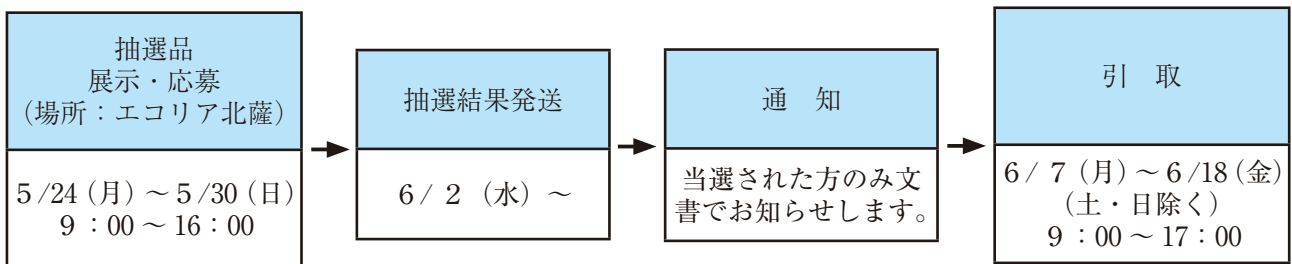 抽選品
展示・応募
(場所：エコリア北薩)
5/24(月)～5/30(日)
9：00～16：00
抽選結果発送
6/2(水)～
通　知
当選された方のみ文
書でお知らせします。
引　取
6/7(月)～6/18(金)
(土・日除く)
9：00～17：00